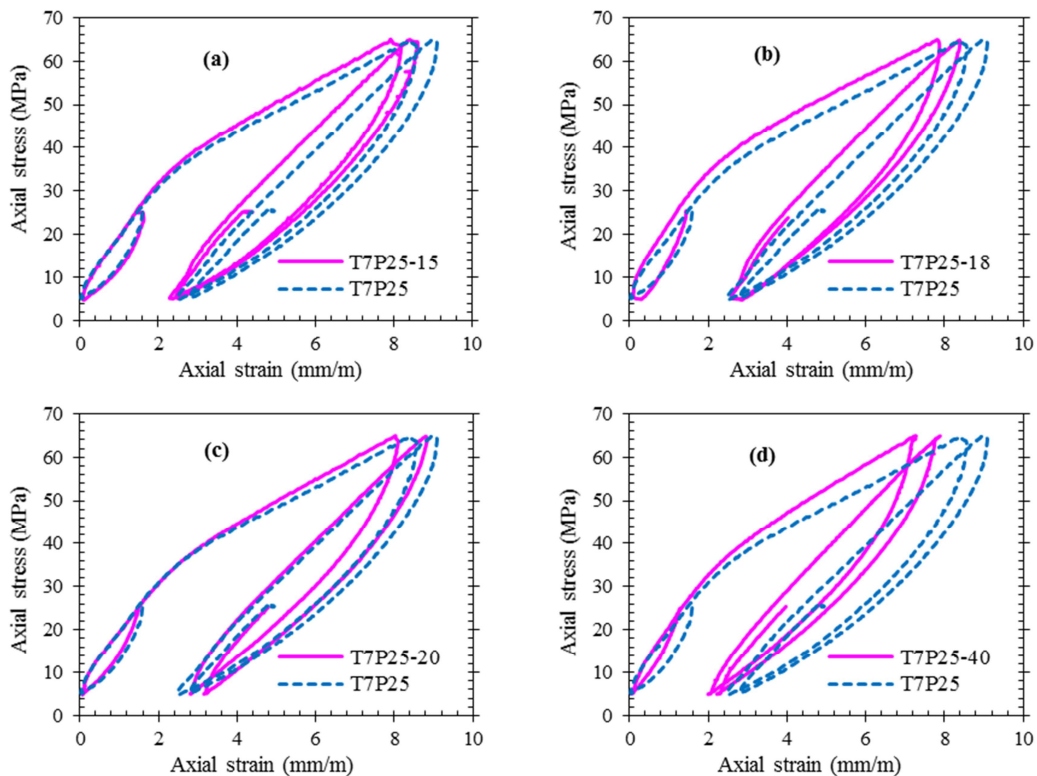 (a)
70
60
50
40
30
20
10
0
Axial stress (MPa)
T7P25-15
T7P25
0 2 4 6 8 10
Axial strain (mm/m)
(b)
70
60
50
40
30
20
10
0
Axial stress (MPa)
T7P25-18
T7P25
0 2 4 6 8 10
Axial strain (mm/m)
(c)
70
60
50
40
30
20
10
0
Axial stress (MPa)
T7P25-20
T7P25
0 2 4 6 8 10
Axial strain (mm/m)
(d)
70
60
50
40
30
20
10
0
Axial stress (MPa)
T7P25-40
T7P25
0 2 4 6 8 10
Axial strain (mm/m)